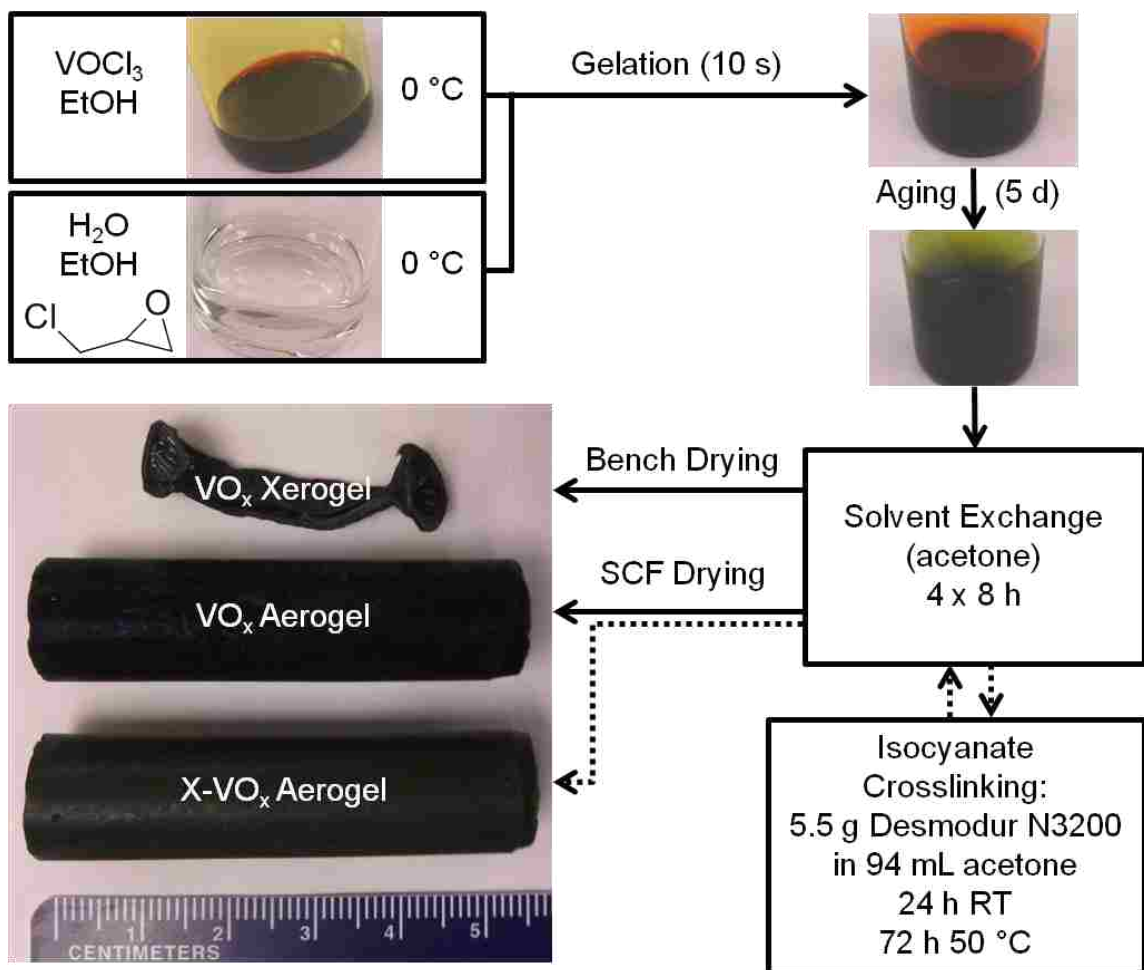 VOCl₃
EtOH
0 °C
Gelation (10 s)
H₂O
EtOH
0 °C
Cl
O
Aging (5 d)
Bench Drying
SCF Drying
Solvent Exchange
(acetone)
4 x 8 h
VOₓ Xerogel
VOₓ Aerogel
X-VOₓ Aerogel
Isocyanate
Crosslinking:
5.5 g Desmodur N3200
in 94 mL acetone
24 h RT
72 h 50 °C
1 2 3 4 5
CENTIMETERS